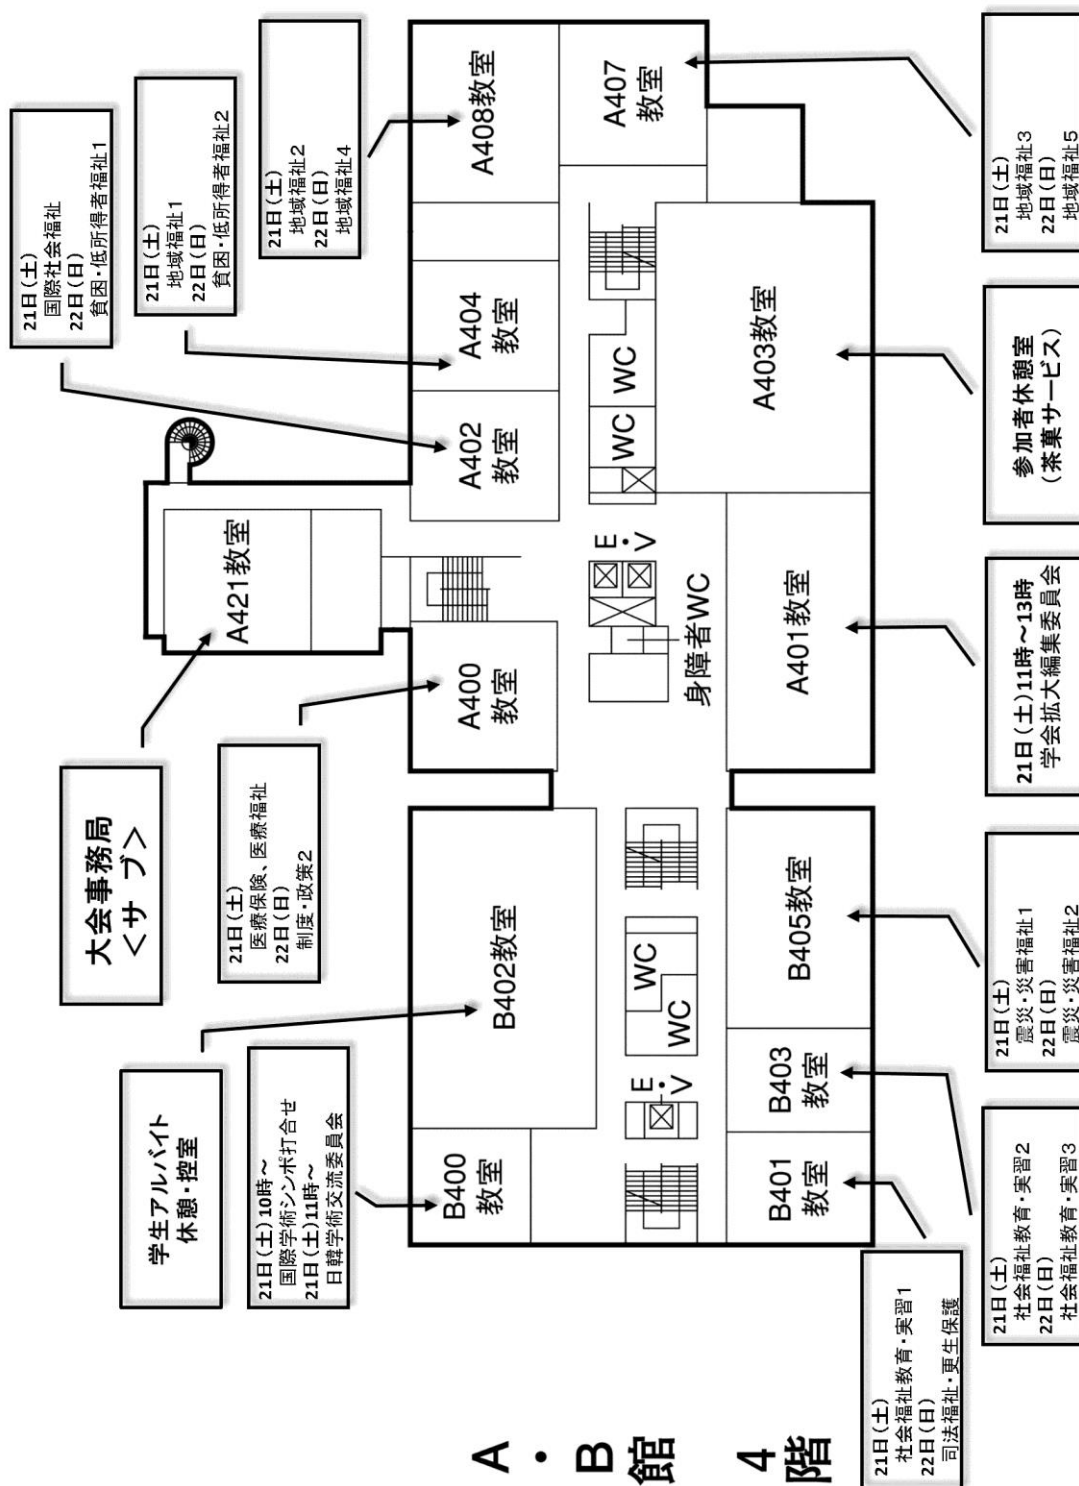 A・B館　4階
大会事務局
＜サ　ブ＞
学生アルバイト
休憩・控室
21日(土)
国際社会福祉
22日(日)
貧困・低所得者福祉1
21日(土)
地域福祉1
22日(日)
貧困・低所得者福祉2
21日(土)
地域福祉2
22日(日)
地域福祉4
21日(土)
医療保険、医療福祉
22日(日)
制度・政策2
21日(土)10時～
国際学術シンポ打合せ
21日(土)11時～
日韓学術交流委員会
A421教室
B400
教室
B402教室
A400
教室
A402
教室
A404
教室
A408教室
A407
教室
E・V
WC
WC
E・V
WC
WC
身障者WC
B401
教室
B403
教室
B405教室
A401教室
A403教室
21日(土)
社会福祉教育・実習1
22日(日)
司法福祉・更生保護
21日(土)
社会福祉教育・実習2
22日(日)
社会福祉教育・実習3
21日(土)
震災・災害福祉1
22日(日)
震災・災害福祉2
21日(土)11時～13時
学会拡大編集委員会
参加者休憩室
(茶菓サービス)
21日(土)
地域福祉3
22日(日)
地域福祉5